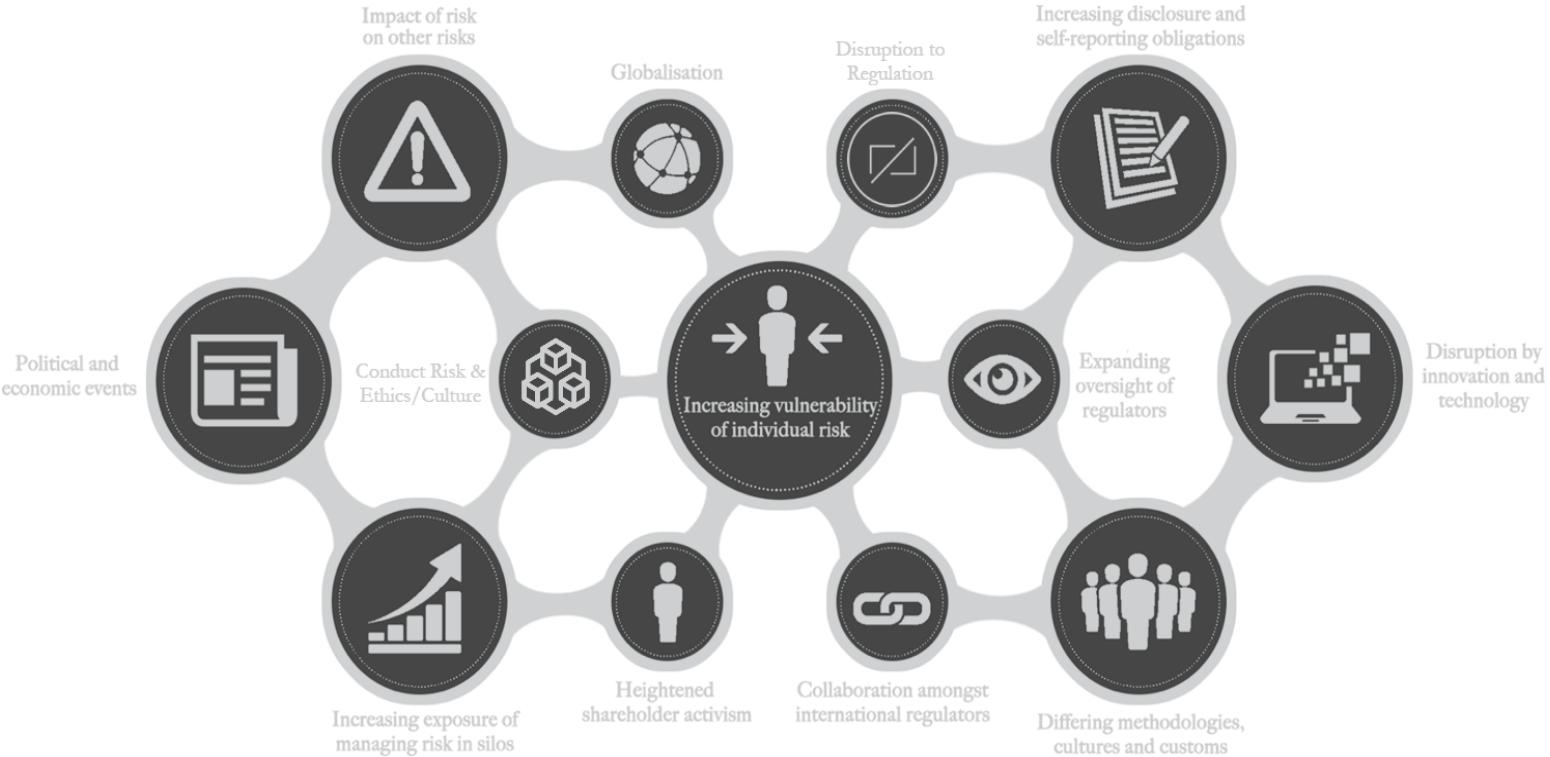 Impact of risk
on other risks
Globalisation
Disruption to
Regulation
Increasing disclosure and
self-reporting obligations
Political and
economic events
Conduct Risk &
Ethics/Culture
Increasing vulnerability
of individual risk
Expanding
oversight of
regulators
Disruption by
innovation and
technology
Increasing exposure of
managing risk in silos
Heightened
shareholder activism
Collaboration amongst
international regulators
Differing methodologies,
cultures and customs